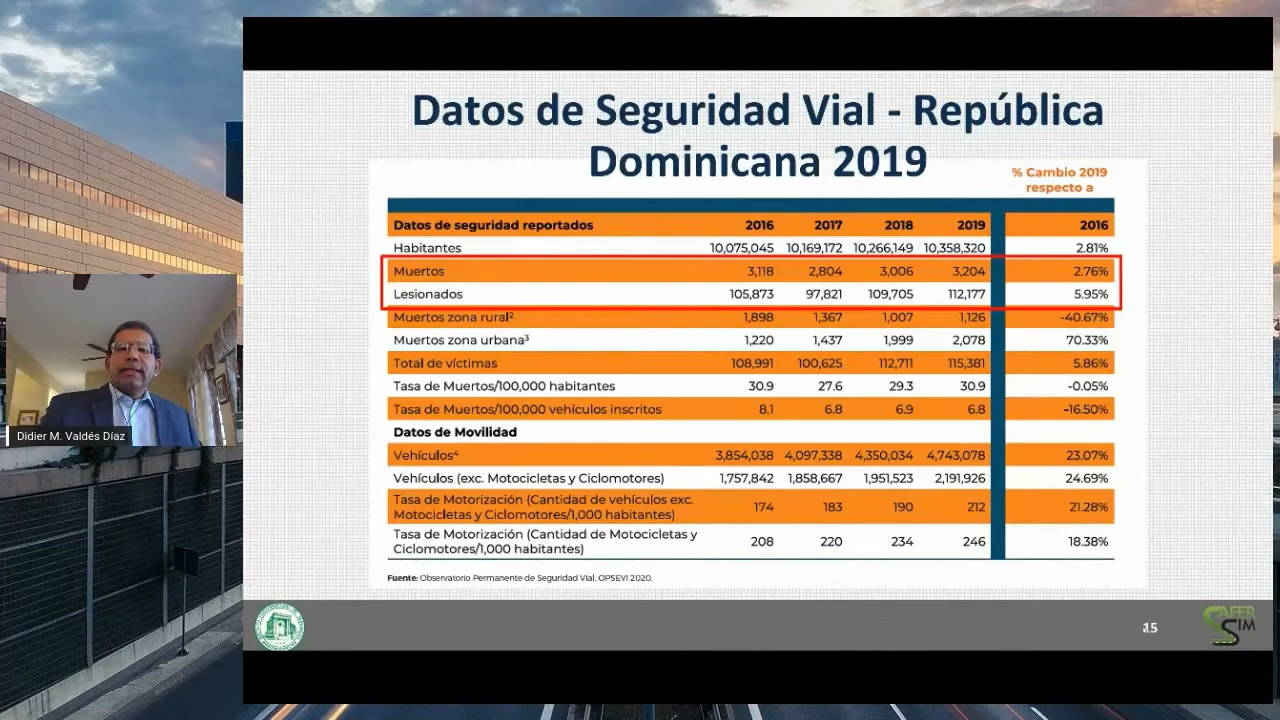 Datos de Seguridad Vial - República
Dominicana 2019
% Cambio 2019
respecto a
Datos de seguridad reportados 2016 2017 2018 2019 2016
Habitantes 10,075,045 10,169,172 10,266,149 10,358,320 2.81%
Muertos 3,118 2,804 3,006 3,204 2.76%
Lesionados 105,873 97,821 109,705 112,177 5.95%
Muertos zona rural² 1,898 1,367 1,007 1,126 -40.67%
Muertos zona urbana³ 1,220 1,437 1,999 2,078 70.33%
Total de víctimas 108,991 100,625 112,711 115,381 5.86%
Tasa de Muertos/100,000 habitantes 30.9 27.6 29.3 30.9 -0.05%
Tasa de Muertos/100,000 vehículos inscritos 8.1 6.8 6.9 6.8 -16.50%
Datos de Movilidad
Vehículos⁴ 3,854,038 4,097,338 4,350,034 4,743,078 23.07%
Vehículos (exc. Motocicletas y Ciclomotores) 1,757,842 1,858,667 1,951,523 2,191,926 24.69%
Tasa de Motorización (Cantidad de vehículos exc.
Motocicletas y Ciclomotores/1,000 habitantes) 174 183 190 212 21.28%
Tasa de Motorización (Cantidad de Motocicletas y
Ciclomotores/1,000 habitantes) 208 220 234 246 18.38%
Fuente: Observatorio Permanente de Seguridad Vial. OPSEVI 2020.
Didier M. Valdés Díaz
15
SAFER
SIM